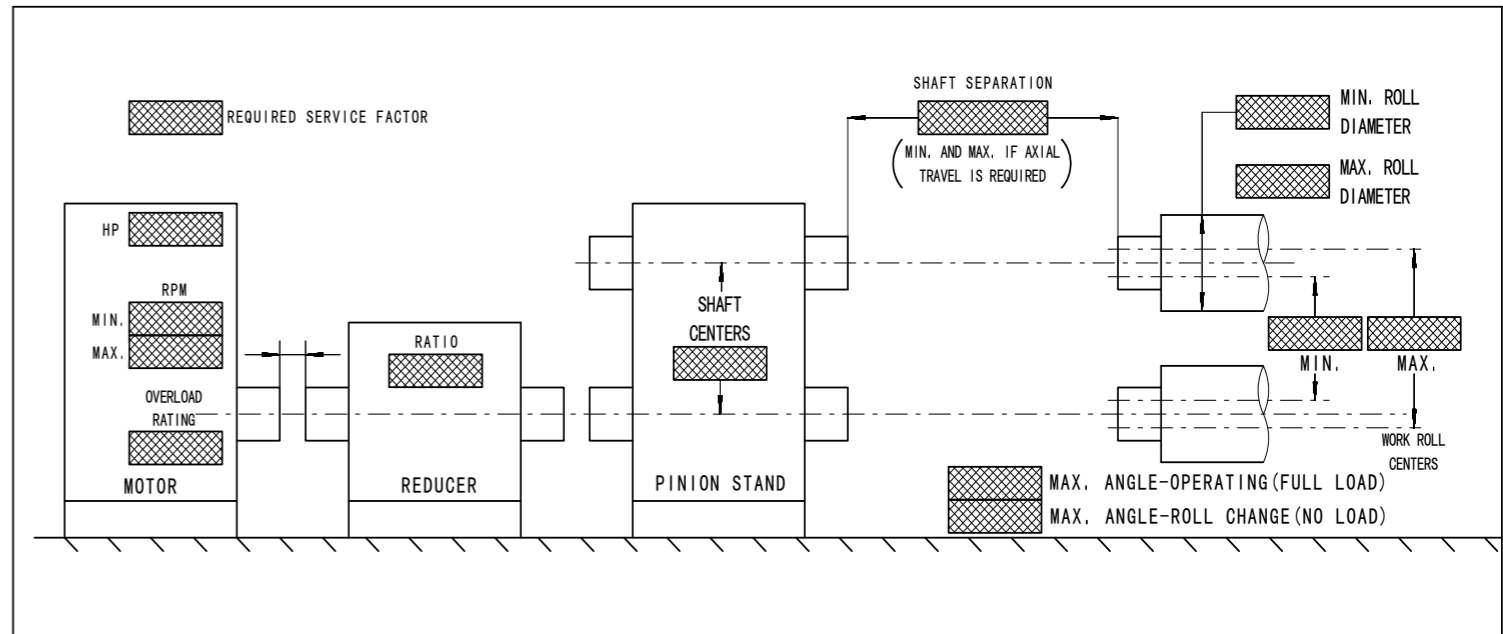 SHAFT SEPARATION
REQUIRED SERVICE FACTOR
(MIN. AND MAX. IF AXIAL
TRAVEL IS REQUIRED)
MIN. ROLL
DIAMETER
MAX. ROLL
DIAMETER
HP
RPM
MIN.
MAX.
OVERLOAD
RATING
MOTOR
RATIO
REDUCER
SHAFT
CENTERS
PINION STAND
MIN.
MAX.
WORK ROLL
CENTERS
MAX. ANGLE-OPERATING(FULL LOAD)
MAX. ANGLE-ROLL CHANGE(NO LOAD)